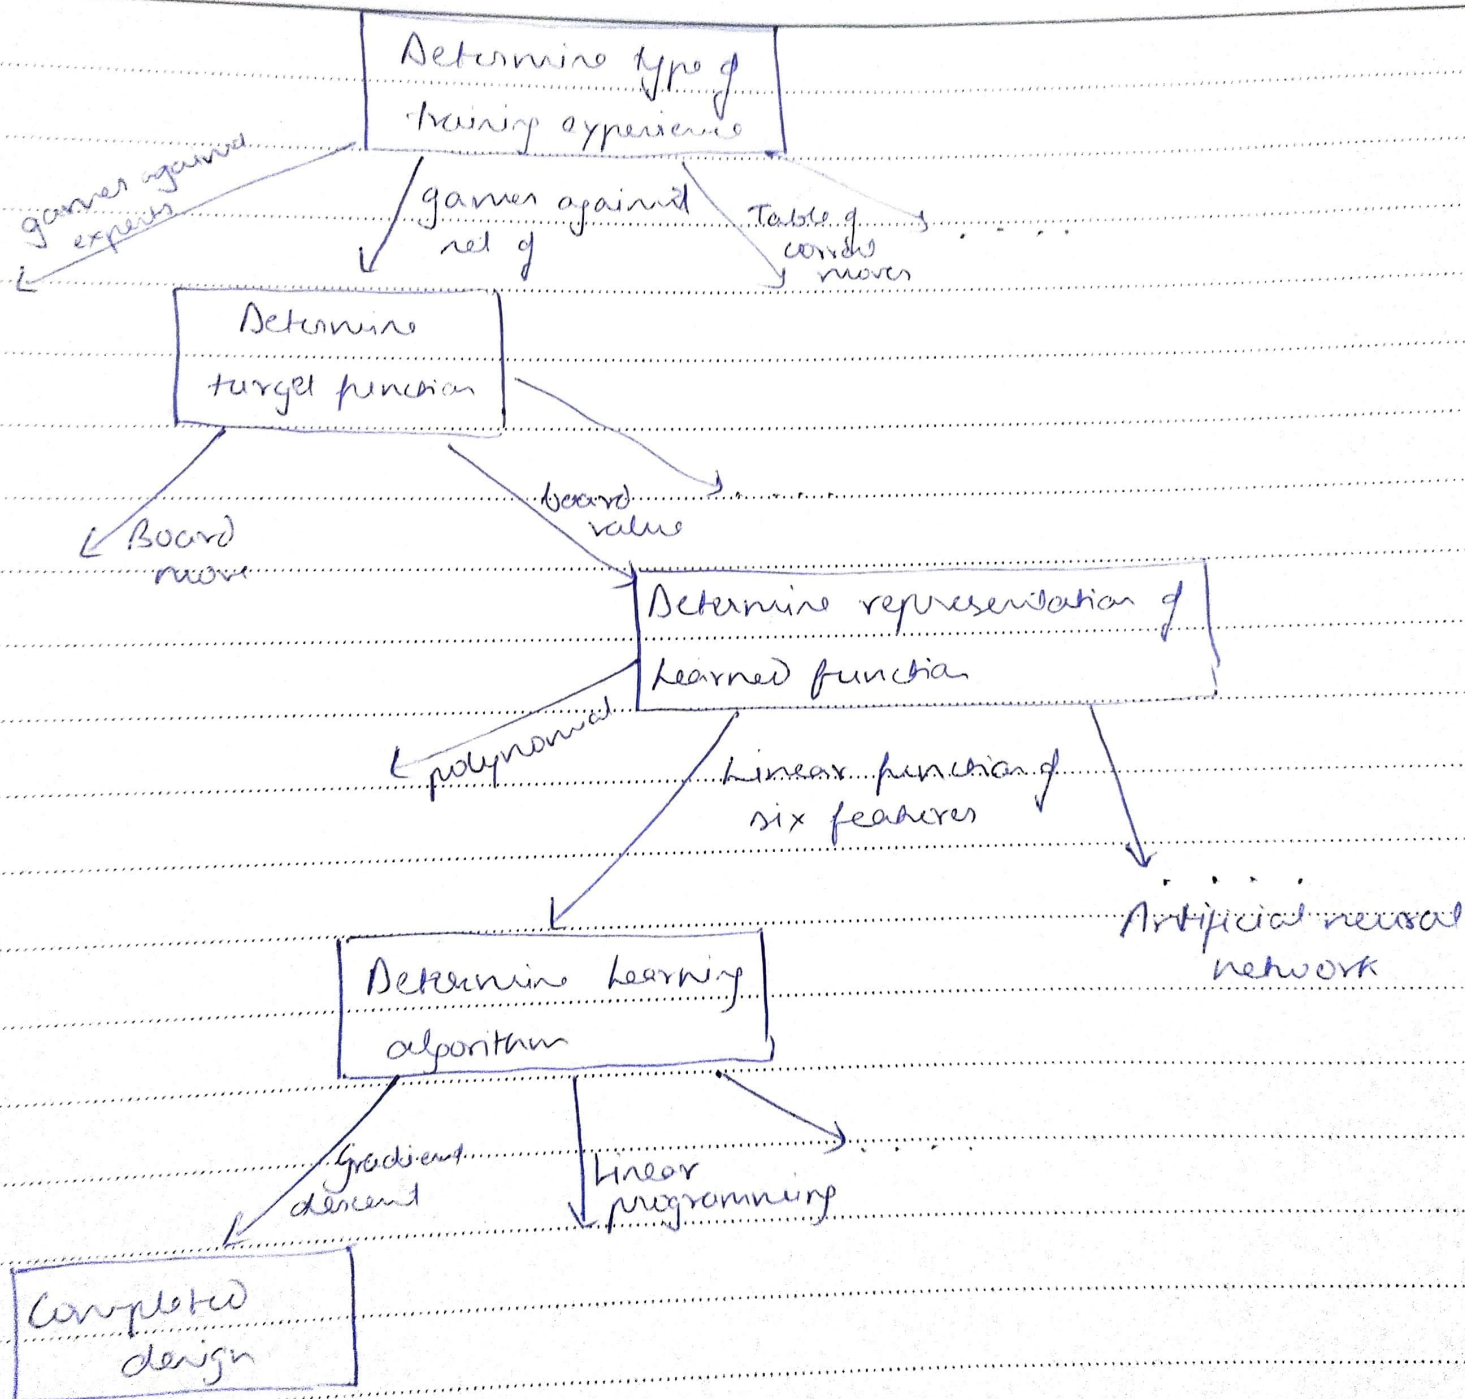 Determine type of
training experience
games against
experts
games against
Table of
correct
moves
. . . .
Determine
target function
. . . .
Board
move
board
value
Determine representation of
Learned function
polynomial
Linear function of
six features
. . . .
Artificial neural
network
Determine Learning
algorithm
Gradient
descent
Linear
programming
. . . .
Completed
design